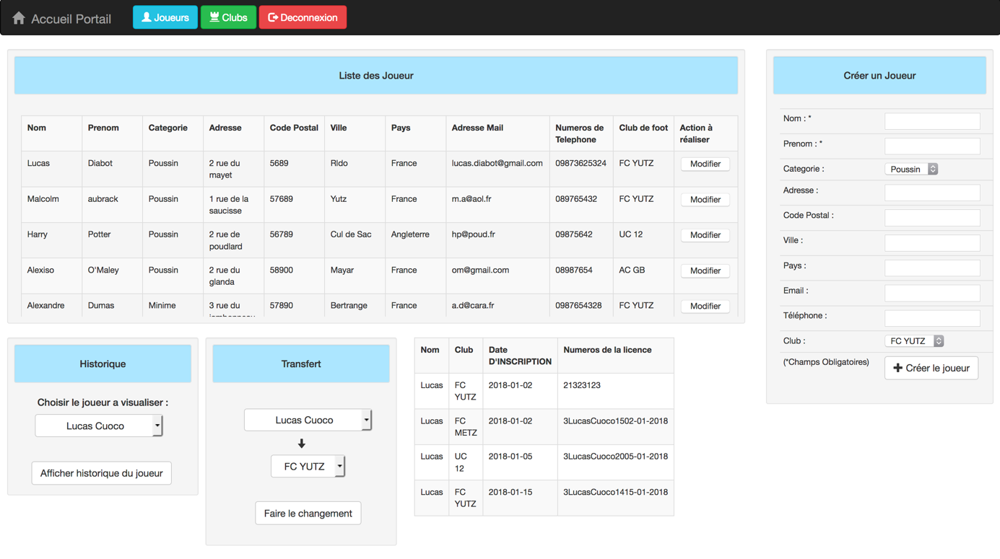 Accueil Portail Joueurs Clubs Deconnexion
Liste des Joueur
Nom Prenom Categorie Adresse Code Postal Ville Pays Adresse Mail Numeros de Telephone Club de foot Action à réaliser
Lucas Diabot Poussin 2 rue du mayet 5689 Rldo France lucas.diabot@gmail.com 09873625324 FC YUTZ Modifier
Malcolm aubrack Poussin 1 rue de la saucisse 57689 Yutz France m.a@aol.fr 089765432 FC YUTZ Modifier
Harry Potter Poussin 2 rue de poudlard 56789 Cul de Sac Angleterre hp@poud.fr 09875642 UC 12 Modifier
Alexiso O'Maley Poussin 2 rue du glanda 58900 Mayar France om@gmail.com 08987654 AC GB Modifier
Alexandre Dumas Minime 3 rue du 57890 Bertrange France a.d@cara.fr 0987654328 FC YUTZ Modifier
Créer un Joueur
Nom : *
Prenom : *
Categorie : Poussin
Adresse :
Code Postal :
Ville :
Pays :
Email :
Téléphone :
Club : FC YUTZ
(*Champs Obligatoires) Créer le joueur
Historique
Choisir le joueur a visualiser :
Lucas Cuoco
Afficher historique du joueur
Transfert
Lucas Cuoco
FC YUTZ
Faire le changement
Nom Club Date D'INSCRIPTION Numeros de la licence
Lucas FC YUTZ 2018-01-02 21323123
Lucas FC METZ 2018-01-02 3LucasCuoco1502-01-2018
Lucas UC 12 2018-01-05 3LucasCuoco2005-01-2018
Lucas FC YUTZ 2018-01-15 3LucasCuoco1415-01-2018